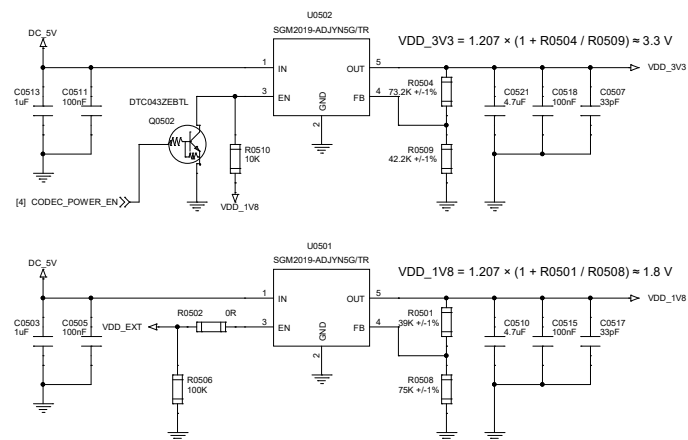 U0502
SGM2019-ADJYN5G/TR
VDD_3V3 = 1.207 × (1 + R0504 / R0509) ≈ 3.3 V
DC_5V
1 IN
OUT 5
VDD_3V3
3 EN
FB 4
GND
2
C0513
1uF
C0511
100nF
DTC043ZEBTL
Q0502
R0510
10K
VDD_1V8
[4] CODEC_POWER_EN
R0504
73.2K +/-1%
R0509
42.2K +/-1%
C0521
4.7uF
C0518
100nF
C0507
33pF
U0501
SGM2019-ADJYN5G/TR
VDD_1V8 = 1.207 × (1 + R0501 / R0508) ≈ 1.8 V
DC_5V
1 IN
OUT 5
VDD_1V8
3 EN
FB 4
GND
2
C0503
1uF
C0505
100nF
VDD_EXT
R0502 0R
R0506
100K
R0501
39K +/-1%
R0508
75K +/-1%
C0510
4.7uF
C0515
100nF
C0517
33pF